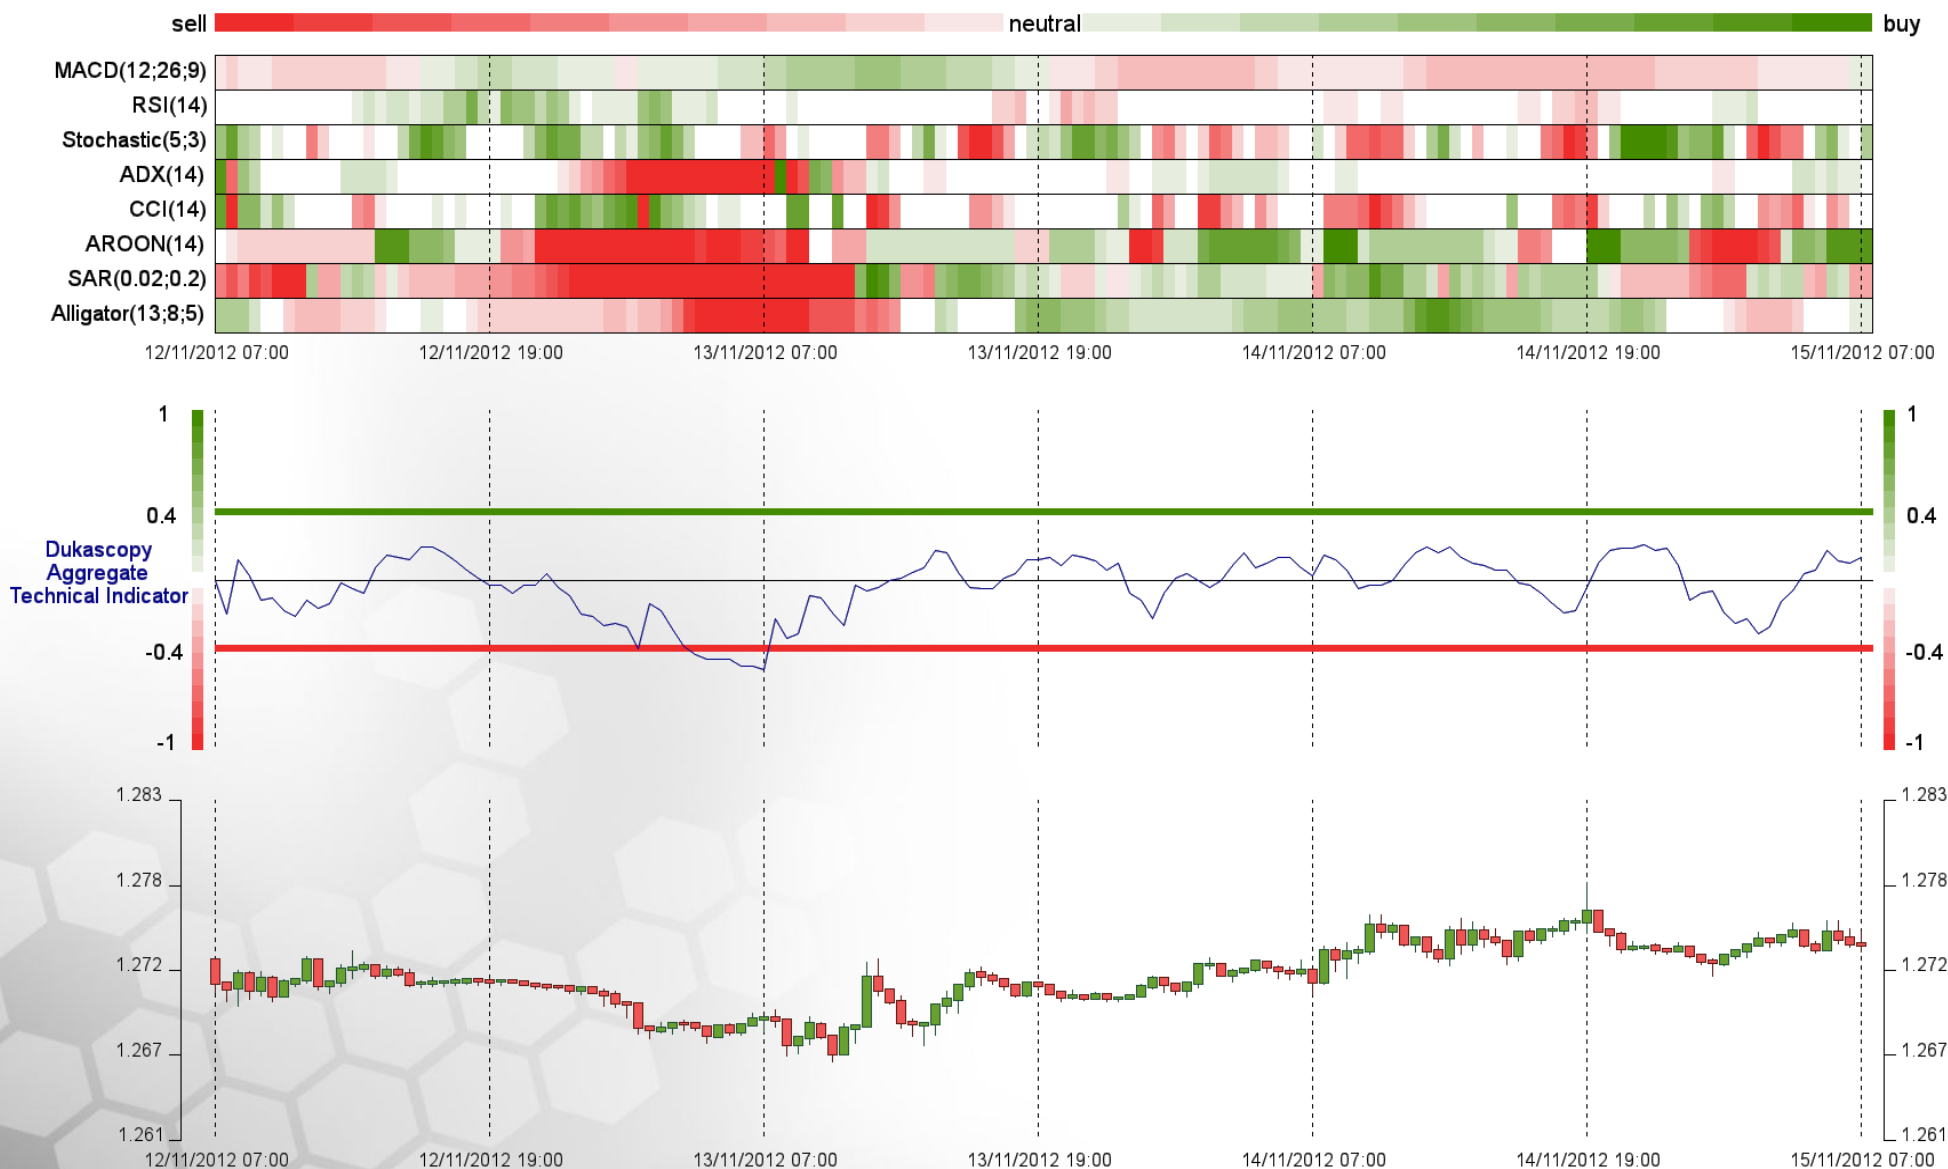 sell neutral buy
MACD(12;26;9)
RSI(14)
Stochastic(5;3)
ADX(14)
CCI(14)
AROON(14)
SAR(0.02;0.2)
Alligator(13;8;5)
12/11/2012 07:00 12/11/2012 19:00 13/11/2012 07:00 13/11/2012 19:00 14/11/2012 07:00 14/11/2012 19:00 15/11/2012 07:00
1 1
0.4 0.4
Dukascopy
Aggregate
Technical Indicator
-0.4 -0.4
-1 -1
1.283 1.283
1.278 1.278
1.272 1.272
1.267 1.267
1.261 1.261
12/11/2012 07:00 12/11/2012 19:00 13/11/2012 07:00 13/11/2012 19:00 14/11/2012 07:00 14/11/2012 19:00 15/11/2012 07:00